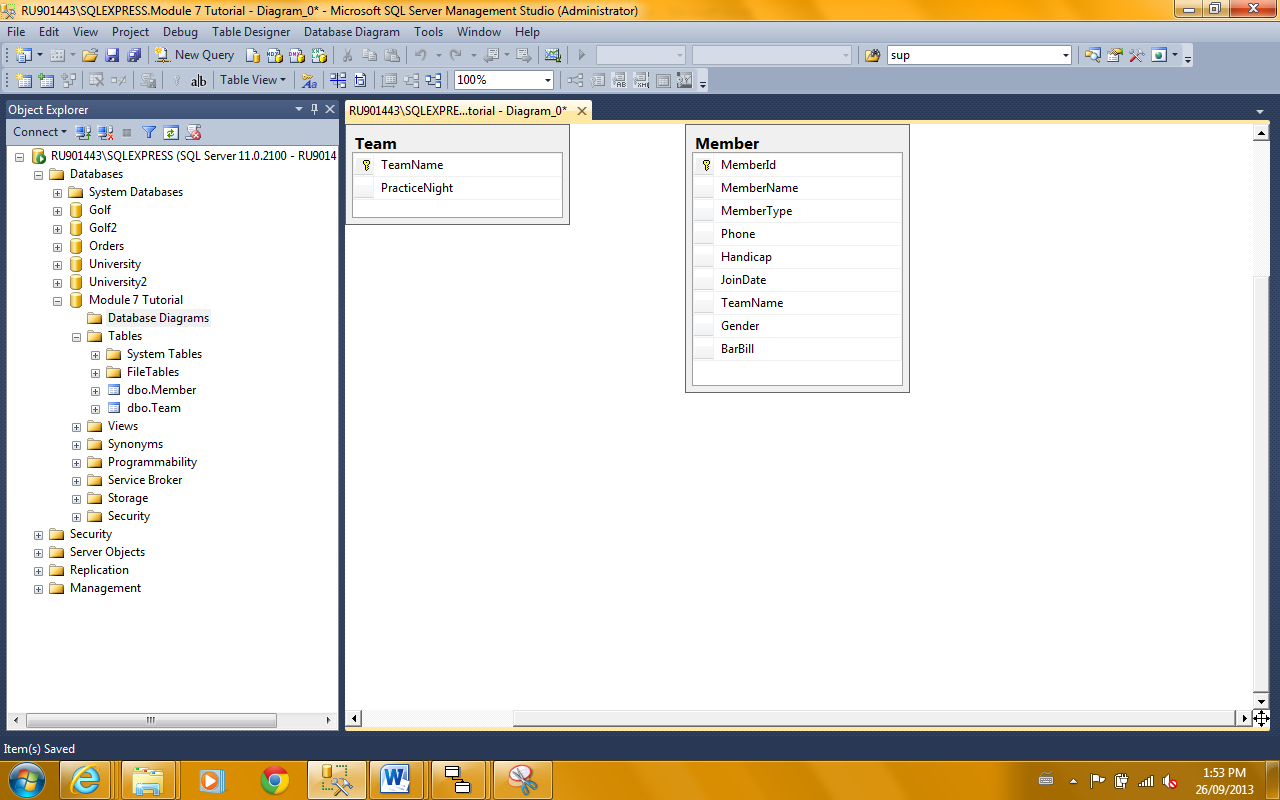 RU901443\SQLEXPRESS.Module 7 Tutorial - Diagram_0* - Microsoft SQL Server Management Studio (Administrator)
File Edit View Project Debug Table Designer Database Diagram Tools Window Help
New Query sup
ab| Table View 100%
Object Explorer
Connect
RU901443\SQLEXPRESS (SQL Server 11.0.2100 - RU9014
Databases
System Databases
Golf
Golf2
Orders
University
University2
Module 7 Tutorial
Database Diagrams
Tables
System Tables
FileTables
dbo.Member
dbo.Team
Views
Synonyms
Programmability
Service Broker
Storage
Security
Security
Server Objects
Replication
Management
RU901443\SQLEXPRE...torial - Diagram_0*
Team
TeamName
PracticeNight
Member
MemberId
MemberName
MemberType
Phone
Handicap
JoinDate
TeamName
Gender
BarBill
Item(s) Saved
1:53 PM
26/09/2013